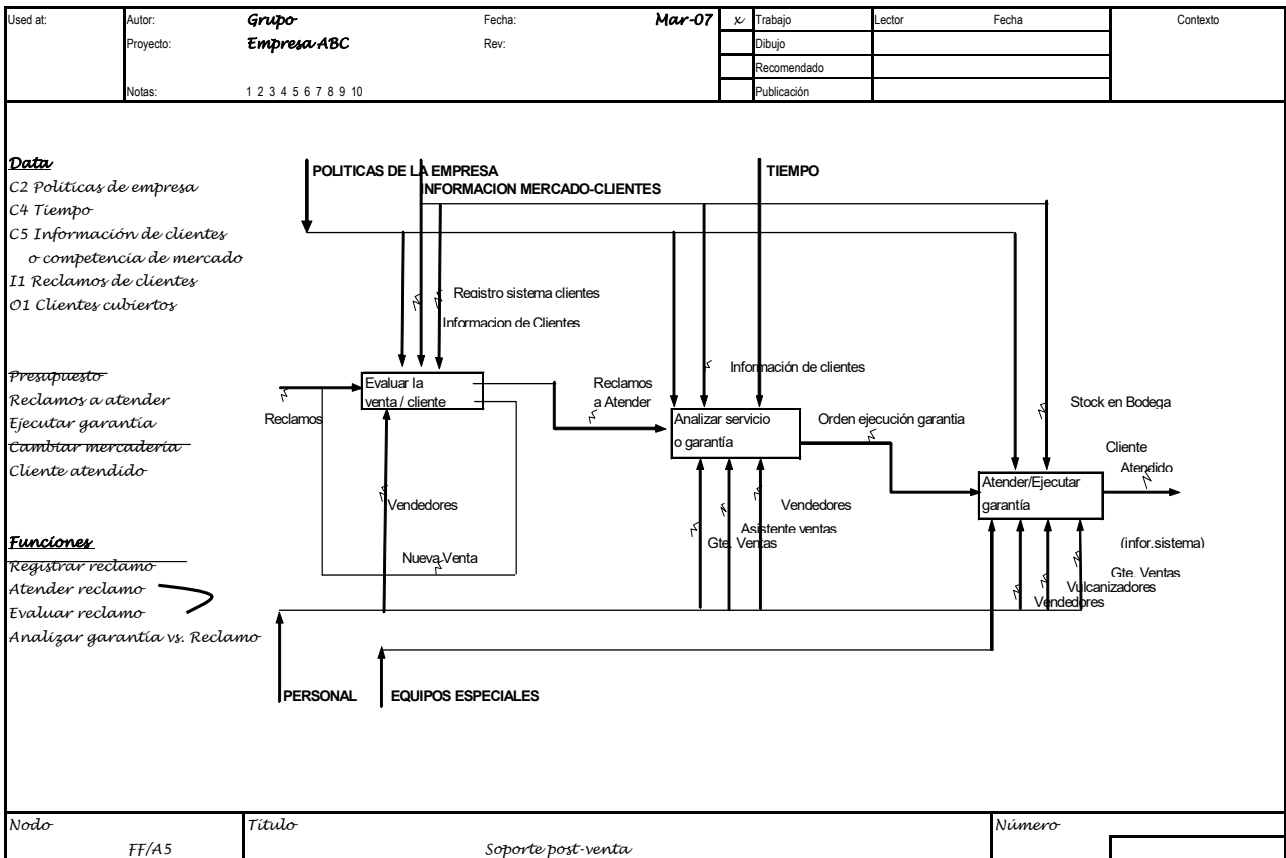 Used at:
Autor: Grupo Fecha: Mar-07 x Trabajo Lector Fecha Contexto
Proyecto: Empresa ABC Rev: Dibujo
Recomendado
Notas: 1 2 3 4 5 6 7 8 9 10 Publicación
Data
C2 Politicas de empresa
C4 Tiempo
C5 Información de clientes
o competencia de mercado
I1 Reclamos de clientes
O1 Clientes cubiertos
Presupuesto
Reclamos a atender
Ejecutar garantía
Cambiar mercadería
Cliente atendido
Funciones
Registrar reclamo
Atender reclamo
Evaluar reclamo
Analizar garantía vs. Reclamo
POLITICAS DE LA EMPRESA
INFORMACION MERCADO-CLIENTES
TIEMPO
Registro sistema clientes
Informacion de Clientes
Información de clientes
Reclamos
Evaluar la
venta / cliente
Reclamos
a Atender
Analizar servicio
o garantía
Orden ejecución garantia
Stock en Bodega
Cliente
Atendido
Atender/Ejecutar
garantía
Vendedores
Nueva Venta
Vendedores
Asistente ventas
Gte. Ventas
(infor.sistema)
Gte. Ventas
Vulcanizadores
Vendedores
PERSONAL
EQUIPOS ESPECIALES
Nodo Título Número
FF/A5 Soporte post-venta